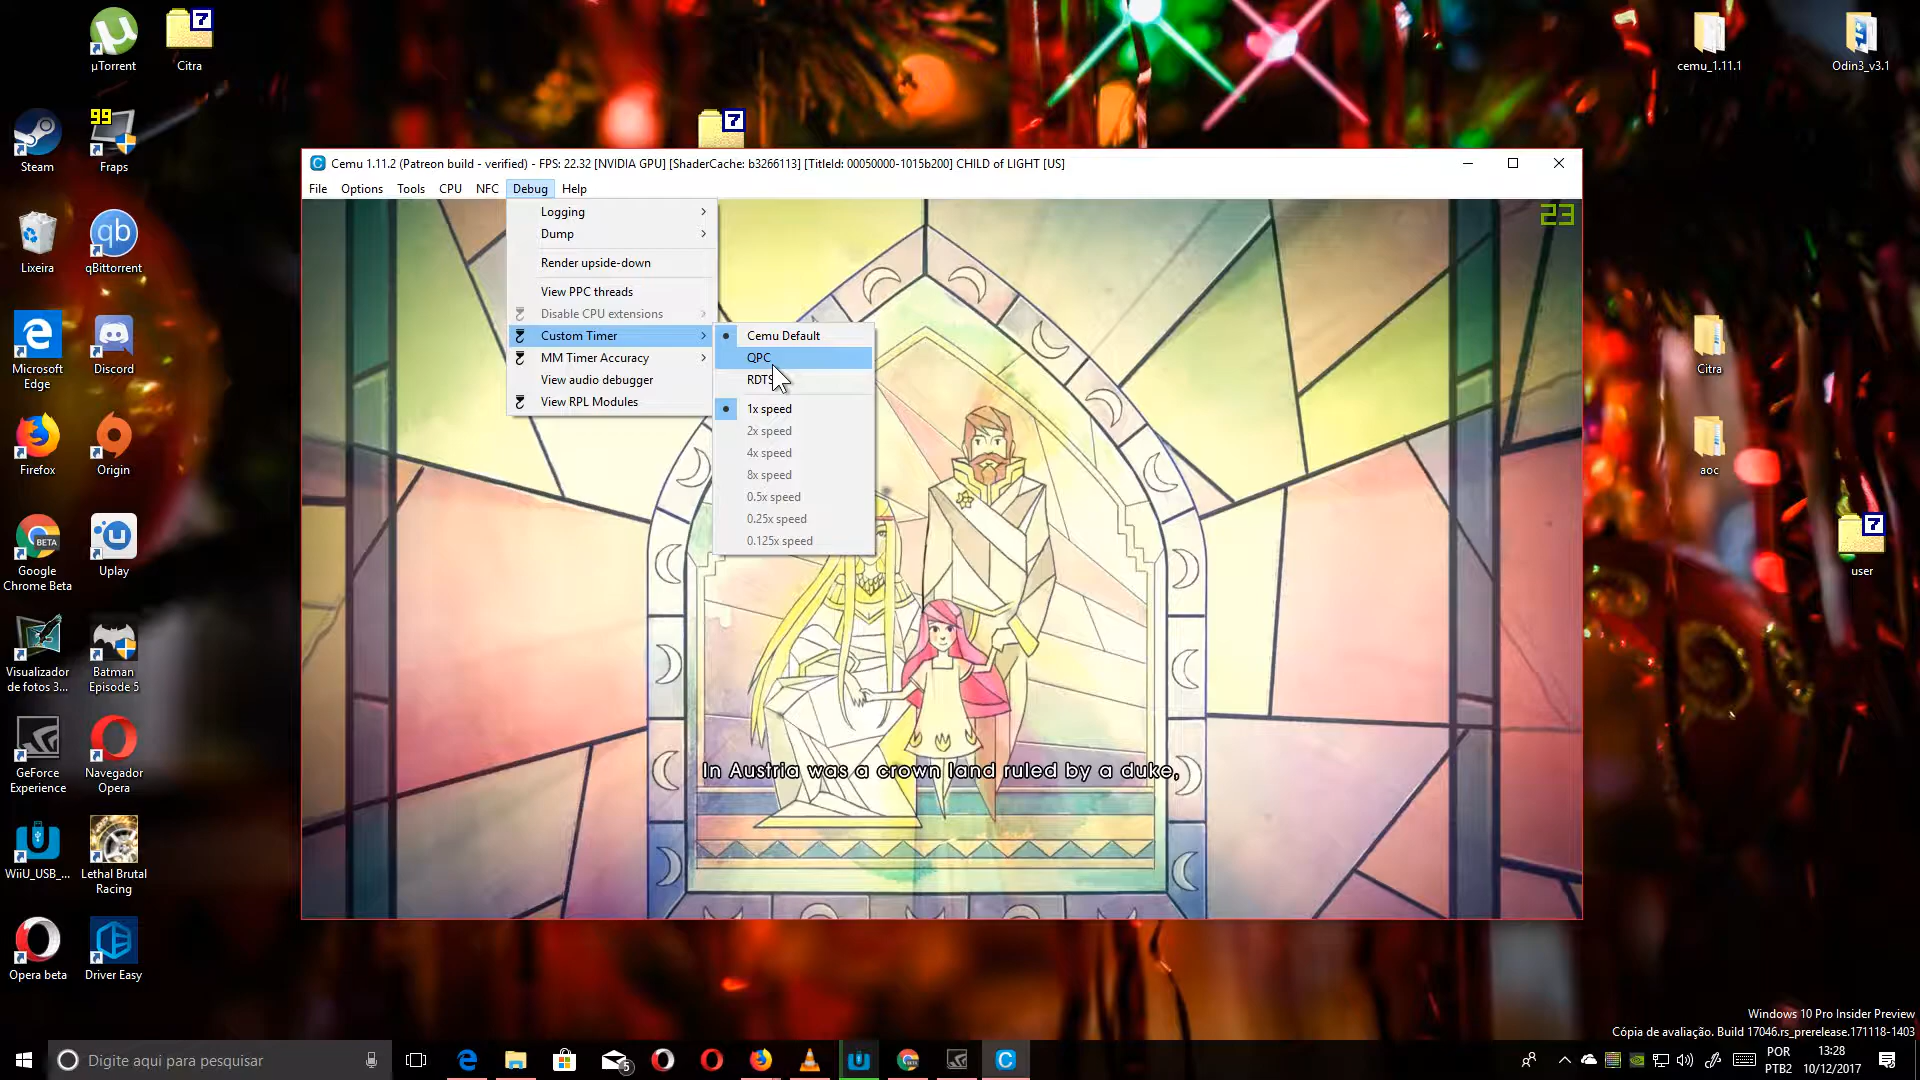 µTorrent
Citra
cemu_1.11.1
Odin3_v3.1
7
7
99
Steam
Fraps
Cemu 1.11.2 (Patreon build - verified) - FPS: 22.32 [NVIDIA GPU] [ShaderCache: b3266113] [TitleId: 00050000-1015b200] CHILD of LIGHT [US]
File Options Tools CPU NFC Debug Help
23
Logging
Dump
Render upside-down
View PPC threads
Disable CPU extensions
Custom Timer
MM Timer Accuracy
View audio debugger
View RPL Modules
Cemu Default
QPC
1x speed
2x speed
4x speed
8x speed
0.5x speed
0.25x speed
0.125x speed
In Austria was a crown land ruled by a duke,
Lixeira
qb
qBittorrent
Microsoft
Edge
Discord
Citra
Firefox
Origin
aoc
BETA
Google
Chrome Beta
Uplay
7
user
Visualizador
de fotos 3...
Batman
Episode 5
GeForce
Experience
Navegador
Opera
WiiU_USB_...
Lethal Brutal
Racing
Opera beta
Driver Easy
Windows 10 Pro Insider Preview
Cópia de avaliação. Build 17046.rs_prerelease.171118-1403
Digite aqui para pesquisar
5
POR
PTB2
13:28
10/12/2017